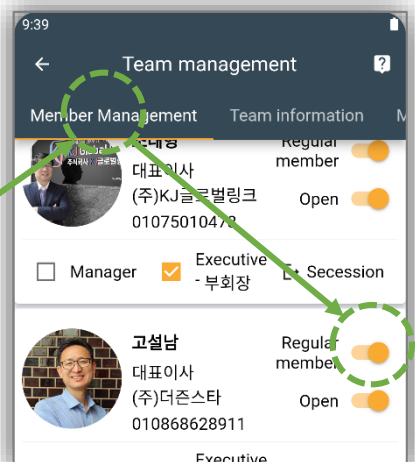 9:39
Team management
Member Management
Team information
M
Regular
member
대표이사
(주)KJ글로벌링크
Open
01075010473
Manager
Executive
- 부회장
Secession
고설남
Regular
member
대표이사
(주)더즌스타
Open
010868628911
Executive